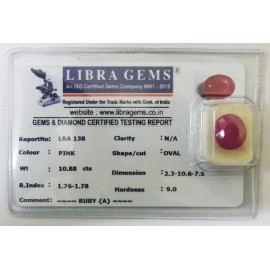 LIBRA GEMS®
An ISO Certified Gems Company 9001 - 2015
Registered Under the Trade Marks with Govt. of India
website : www.libragems.co.in
GEMS & DIAMOND CERTIFIED TESTING REPORT
ReportNo: LRA 138 Clarity N/A
Colour PINK Shape/cut OVAL
Wt 10.88 cts Dimension 2.3-10.6-7.5
R.Index 1.76-1.78 Hardness 9.0
Comment ~~~~ RUBY {A} ~~~~